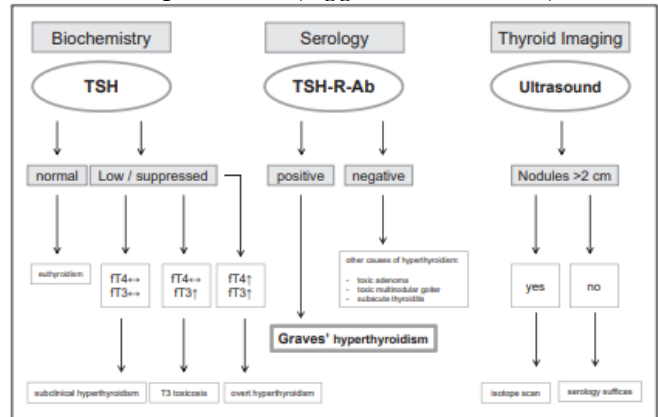 Biochemistry
Serology
Thyroid Imaging
TSH
TSH-R-Ab
Ultrasound
normal
Low / suppressed
positive
negative
Nodules >2 cm
euthyroidism
fT4↔
fT3↔
fT4↔
fT3↑
fT4↑
fT3↑
other causes of hyperthyroidism:
- toxic adenoma
- toxic multinodular goiter
- subacute thyroiditis
yes
no
Graves' hyperthyroidism
subclinical hyperthyroidism
T3 toxicosis
overt hyperthyroidism
isotope scan
serology suffices